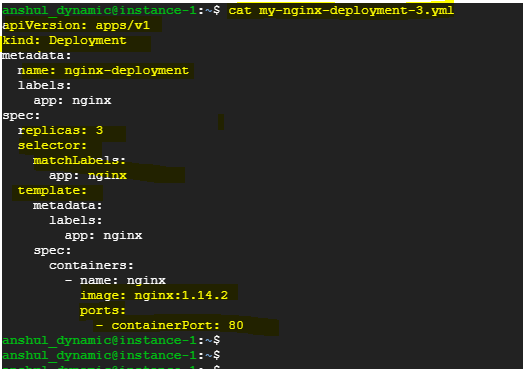 anshul_dynamic@instance-1:~$ cat my-nginx-deployment-3.yml
apiVersion: apps/v1
kind: Deployment
metadata:
  name: nginx-deployment
  labels:
    app: nginx
spec:
  replicas: 3
  selector:
    matchLabels:
      app: nginx
  template:
    metadata:
      labels:
        app: nginx
    spec:
      containers:
        - name: nginx
          image: nginx:1.14.2
          ports:
            - containerPort: 80
anshul_dynamic@instance-1:~$
anshul_dynamic@instance-1:~$
anshul_dynamic@instance-1:~$